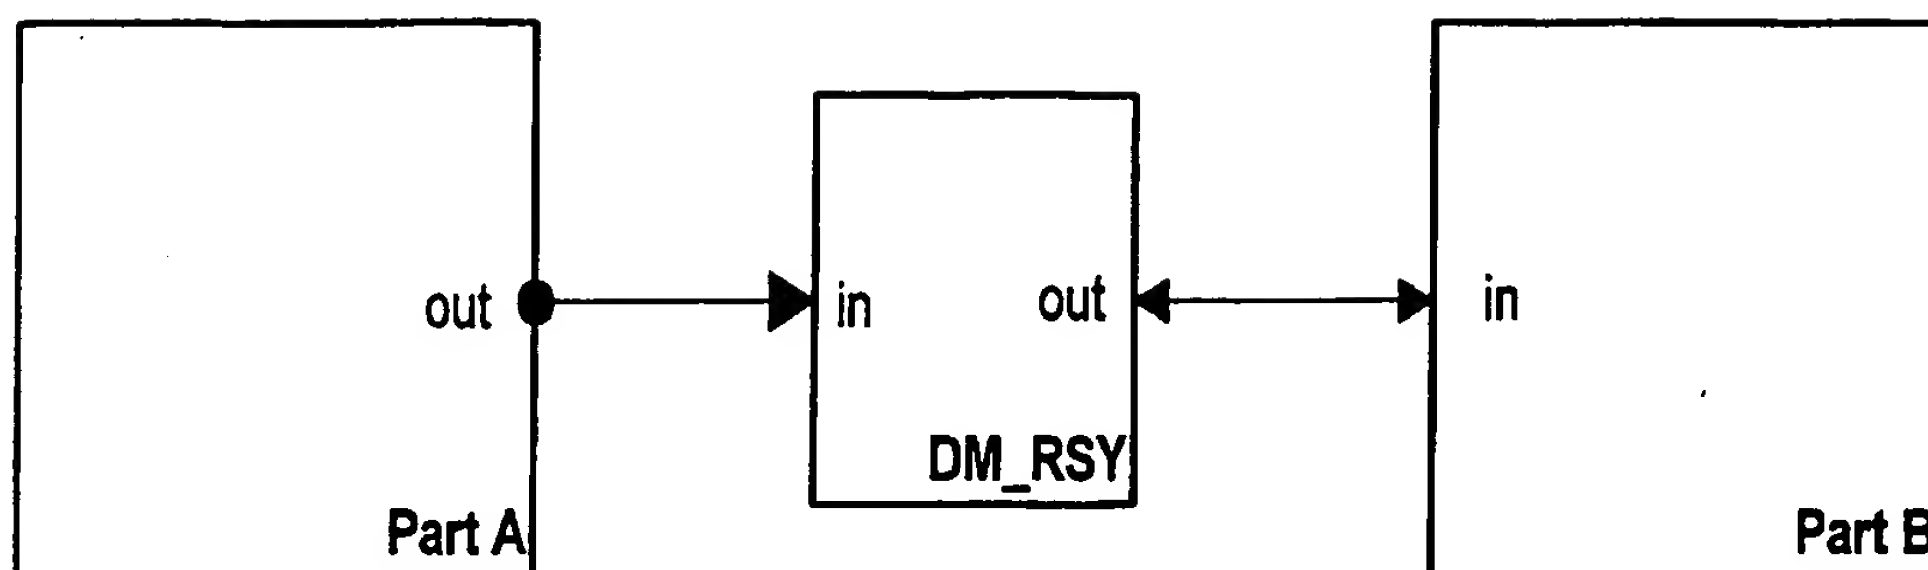 out
in
out
in
DM_RSY
Part A
Part B